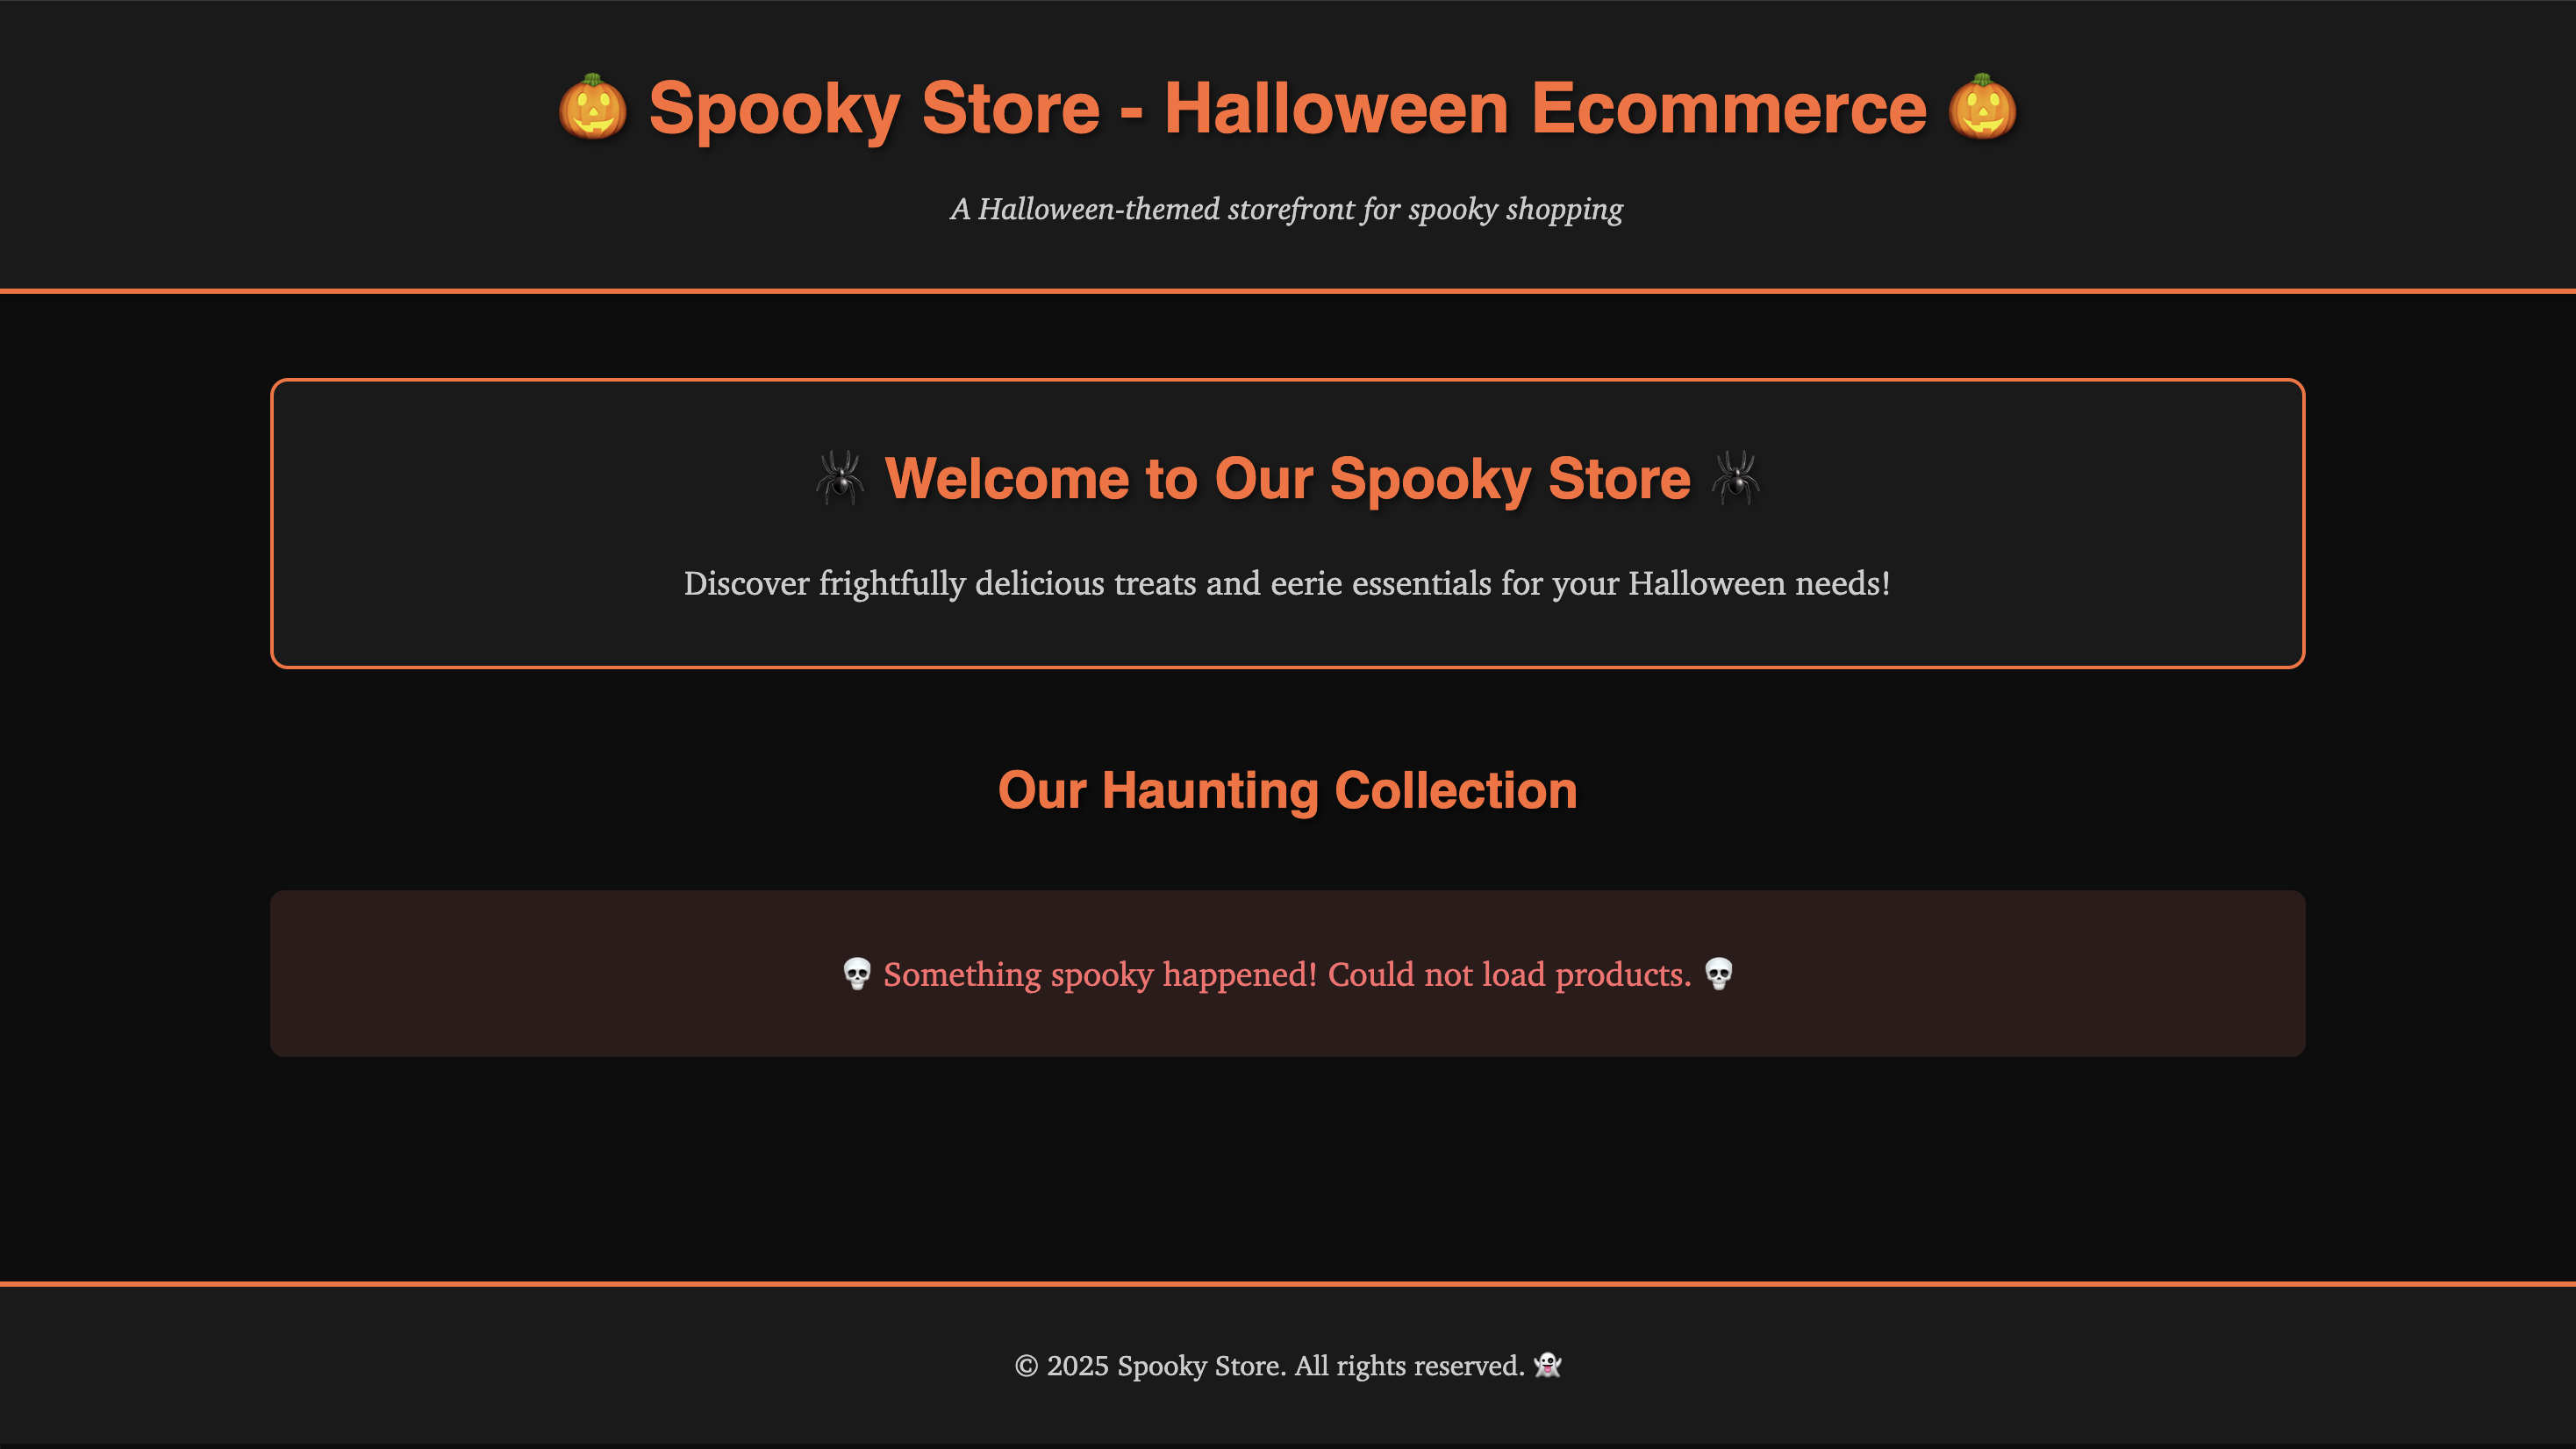 🎃 Spooky Store - Halloween Ecommerce 🎃
A Halloween-themed storefront for spooky shopping
🕷️ Welcome to Our Spooky Store 🕷️
Discover frightfully delicious treats and eerie essentials for your Halloween needs!
Our Haunting Collection
💀 Something spooky happened! Could not load products. 💀
© 2025 Spooky Store. All rights reserved. 👻